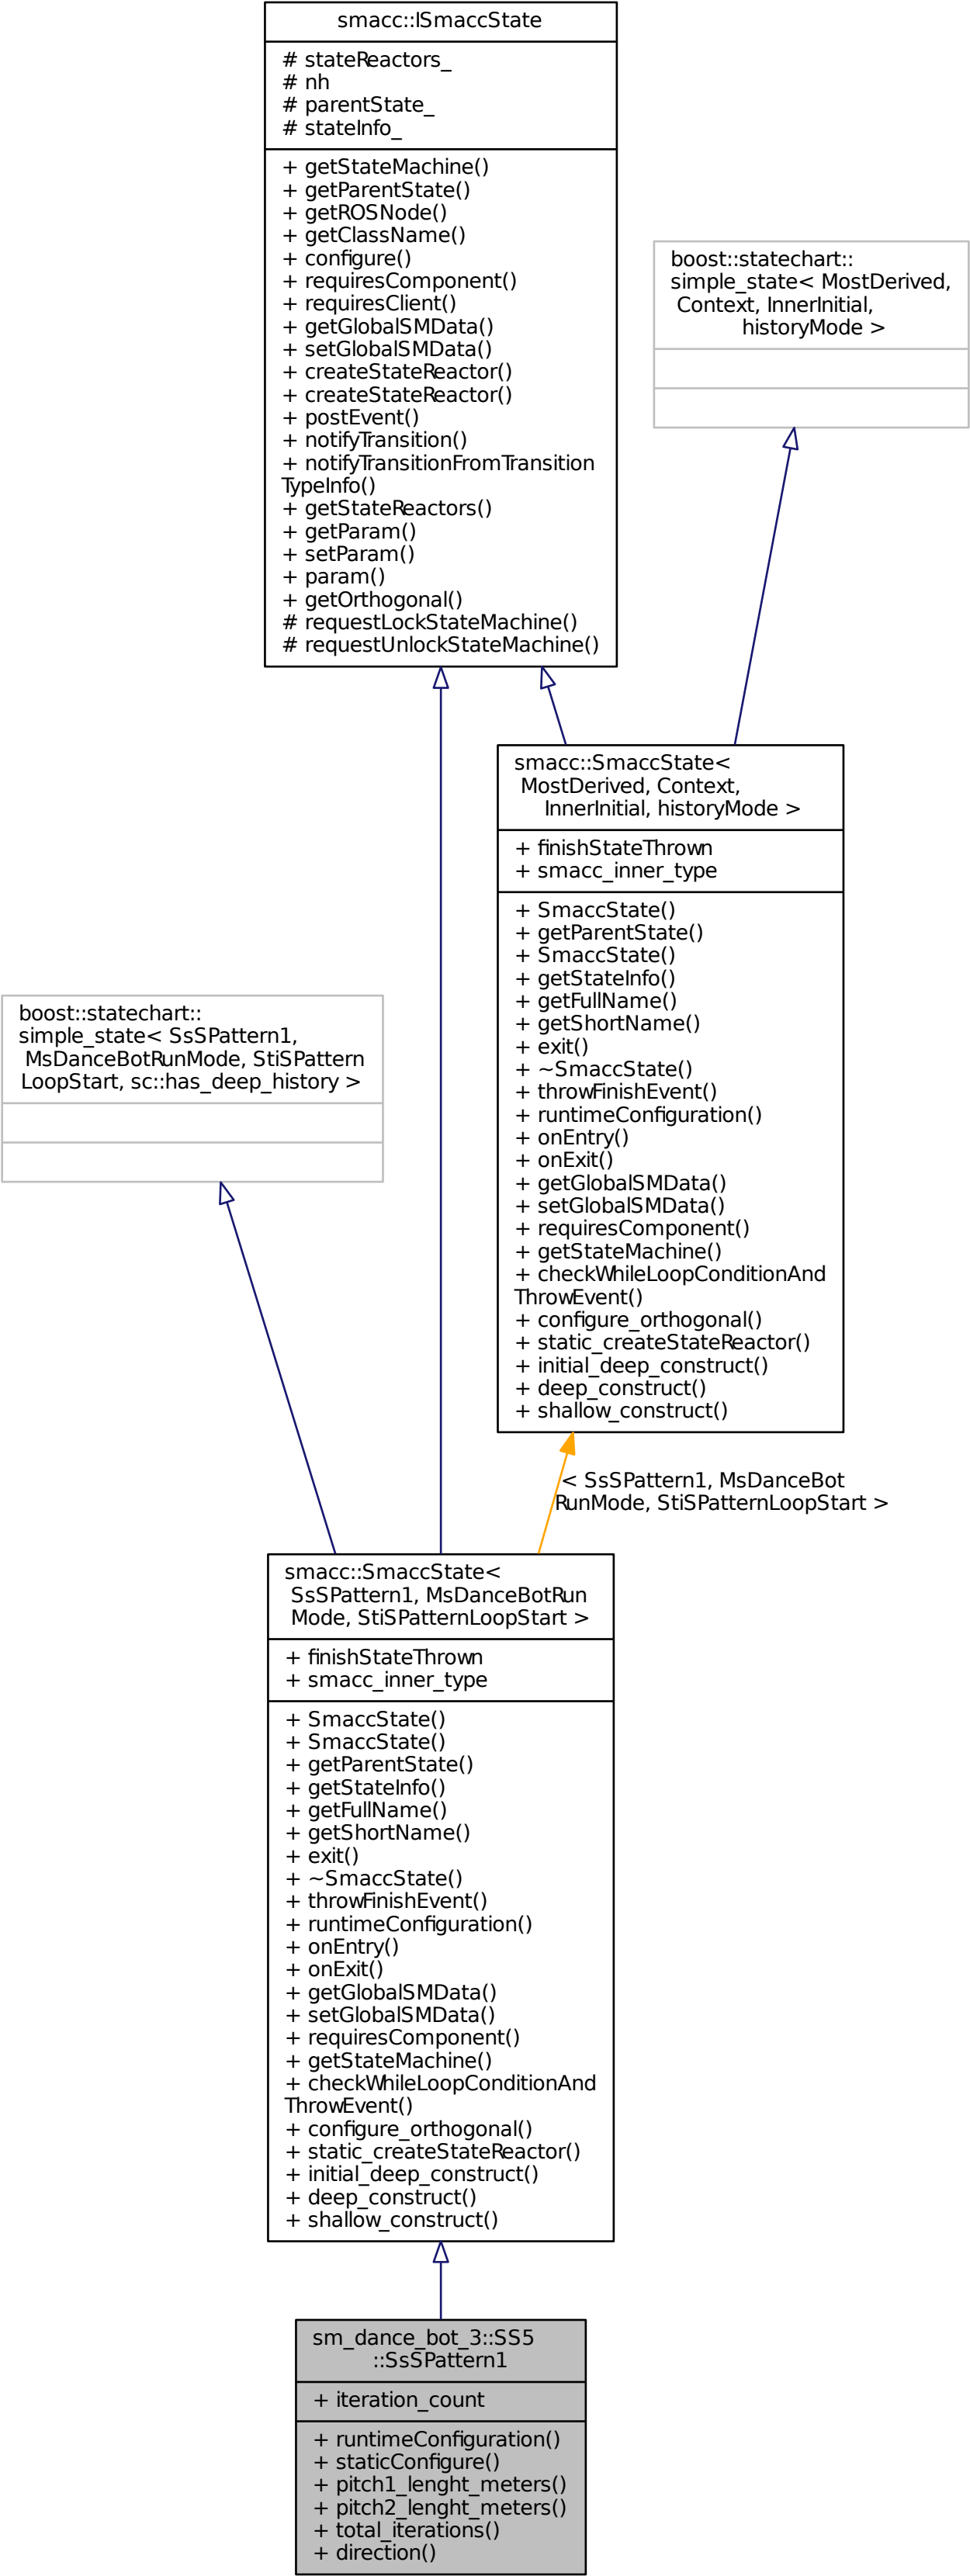 smacc::ISmaccState
# stateReactors_
# nh
# parentState_
# stateInfo_
+ getStateMachine()
+ getParentState()
+ getROSNode()
+ getClassName()
+ configure()
+ requiresComponent()
+ requiresClient()
+ getGlobalSMData()
+ setGlobalSMData()
+ createStateReactor()
+ createStateReactor()
+ postEvent()
+ notifyTransition()
+ notifyTransitionFromTransition
TypeInfo()
+ getStateReactors()
+ getParam()
+ setParam()
+ param()
+ getOrthogonal()
# requestLockStateMachine()
# requestUnlockStateMachine()
boost::statechart::
simple_state< MostDerived,
Context, InnerInitial,
historyMode >
smacc::SmaccState<
MostDerived, Context,
InnerInitial, historyMode >
+ finishStateThrown
+ smacc_inner_type
+ SmaccState()
+ getParentState()
+ SmaccState()
+ getStateInfo()
+ getFullName()
+ getShortName()
+ exit()
+ ~SmaccState()
+ throwFinishEvent()
+ runtimeConfiguration()
+ onEntry()
+ onExit()
+ getGlobalSMData()
+ setGlobalSMData()
+ requiresComponent()
+ getStateMachine()
+ checkWhileLoopConditionAnd
ThrowEvent()
+ configure_orthogonal()
+ static_createStateReactor()
+ initial_deep_construct()
+ deep_construct()
+ shallow_construct()
boost::statechart::
simple_state< SsSPattern1,
MsDanceBotRunMode, StiSPattern
LoopStart, sc::has_deep_history >
< SsSPattern1, MsDanceBot
RunMode, StiSPatternLoopStart >
smacc::SmaccState<
SsSPattern1, MsDanceBotRun
Mode, StiSPatternLoopStart >
+ finishStateThrown
+ smacc_inner_type
+ SmaccState()
+ SmaccState()
+ getParentState()
+ getStateInfo()
+ getFullName()
+ getShortName()
+ exit()
+ ~SmaccState()
+ throwFinishEvent()
+ runtimeConfiguration()
+ onEntry()
+ onExit()
+ getGlobalSMData()
+ setGlobalSMData()
+ requiresComponent()
+ getStateMachine()
+ checkWhileLoopConditionAnd
ThrowEvent()
+ configure_orthogonal()
+ static_createStateReactor()
+ initial_deep_construct()
+ deep_construct()
+ shallow_construct()
sm_dance_bot_3::SS5
::SsSPattern1
+ iteration_count
+ runtimeConfiguration()
+ staticConfigure()
+ pitch1_lenght_meters()
+ pitch2_lenght_meters()
+ total_iterations()
+ direction()